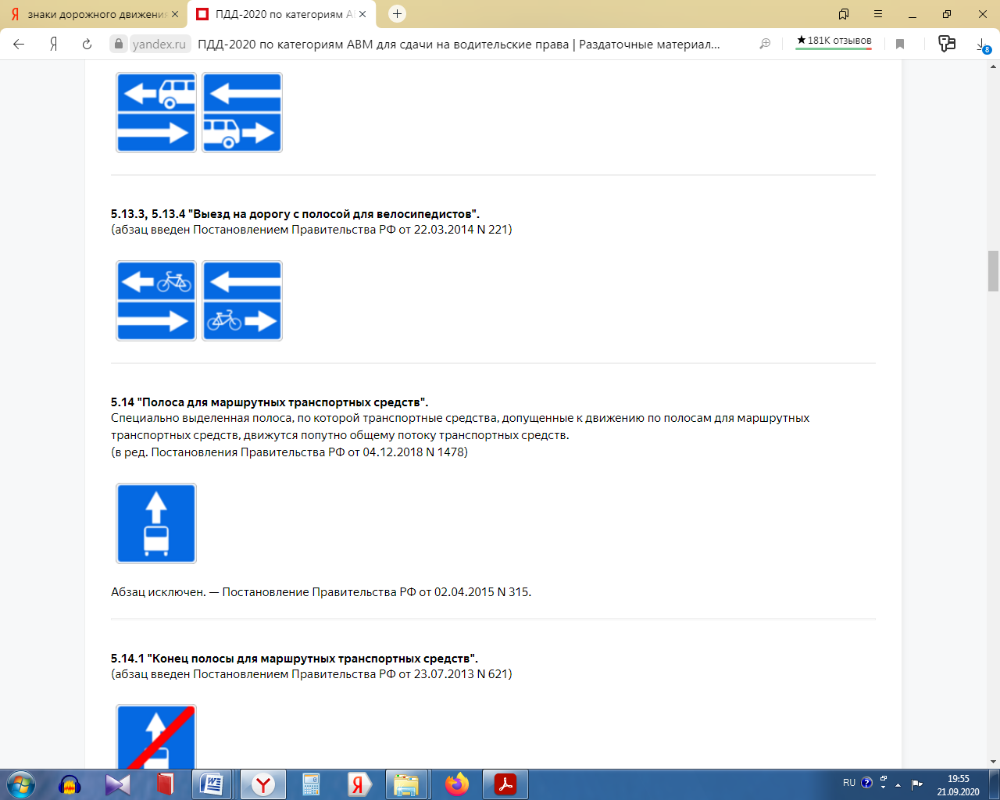 знаки дорожного движения
ПДД-2020 по категориям АВ
yandex.ru
ПДД-2020 по категориям АВМ для сдачи на водительские права | Раздаточные материал...
★181К отзывов
8
5.13.3, 5.13.4 "Выезд на дорогу с полосой для велосипедистов".
(абзац введен Постановлением Правительства РФ от 22.03.2014 N 221)
5.14 "Полоса для маршрутных транспортных средств".
Специально выделенная полоса, по которой транспортные средства, допущенные к движению по полосам для маршрутных
транспортных средств, движутся попутно общему потоку транспортных средств.
(в ред. Постановления Правительства РФ от 04.12.2018 N 1478)
Абзац исключен. — Постановление Правительства РФ от 02.04.2015 N 315.
5.14.1 "Конец полосы для маршрутных транспортных средств".
(абзац введен Постановлением Правительства РФ от 23.07.2013 N 621)
RU
19:55
21.09.2020